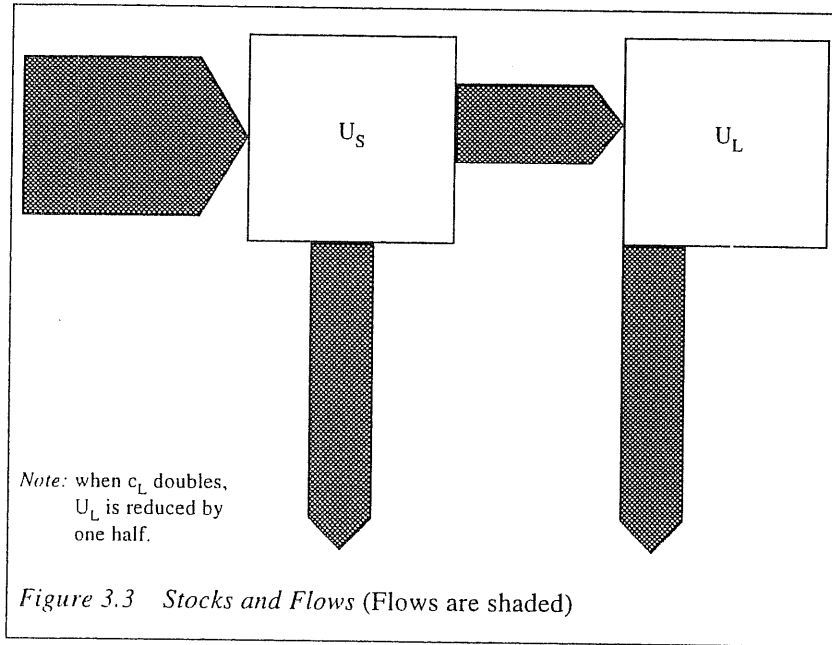 U_S
U_L
Note: when c_L doubles,
U_L is reduced by
one half.
Figure 3.3 Stocks and Flows (Flows are shaded)